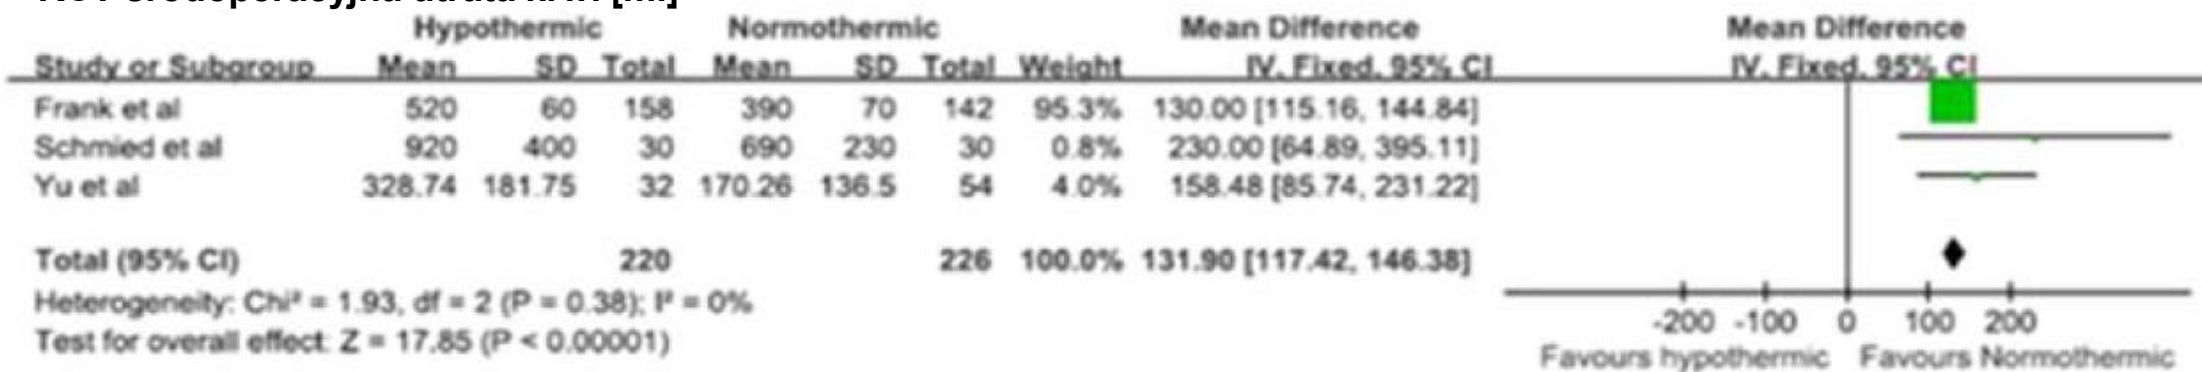 Hypothermic Normothermic Mean Difference Mean Difference
Study or Subgroup Mean SD Total Mean SD Total Weight IV, Fixed, 95% CI IV, Fixed, 95% CI
Frank et al 520 60 158 390 70 142 95.3% 130.00 [115.16, 144.84]
Schmied et al 920 400 30 690 230 30 0.8% 230.00 [64.89, 395.11]
Yu et al 328.74 181.75 32 170.26 136.5 54 4.0% 158.48 [85.74, 231.22]
Total (95% CI) 220 226 100.0% 131.90 [117.42, 146.38]
Heterogeneity: Chi² = 1.93, df = 2 (P = 0.38); I² = 0%
Test for overall effect: Z = 17.85 (P < 0.00001)
-200 -100 0 100 200
Favours hypothermic Favours Normothermic